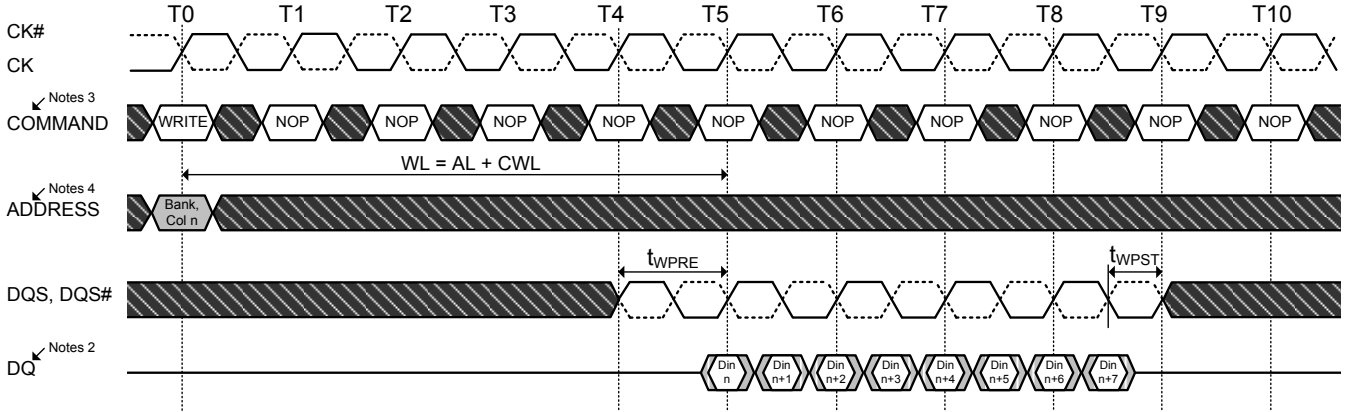 T0 T1 T2 T3 T4 T5 T6 T7 T8 T9 T10
CK#
CK
Notes 3
COMMAND WRITE NOP NOP NOP NOP NOP NOP NOP NOP NOP NOP
WL = AL + CWL
Notes 4
ADDRESS
Bank,
Col n
tWPRE tWPST
DQS, DQS#
Notes 2
DQ
Din Din Din Din Din Din Din Din
n n+1 n+2 n+3 n+4 n+5 n+6 n+7